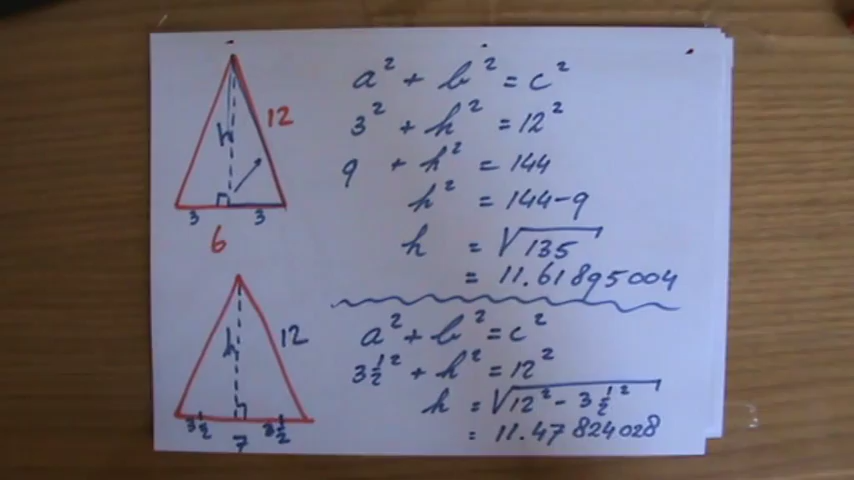 12
h
3 3
6
a² + b² = c²
3² + h² = 12²
9 + h² = 144
h² = 144-9
h = √135
= 11.61895004
12
h
3½ 3½
7
a² + b² = c²
3½² + h² = 12²
h = √12² - 3½²
= 11.47824028